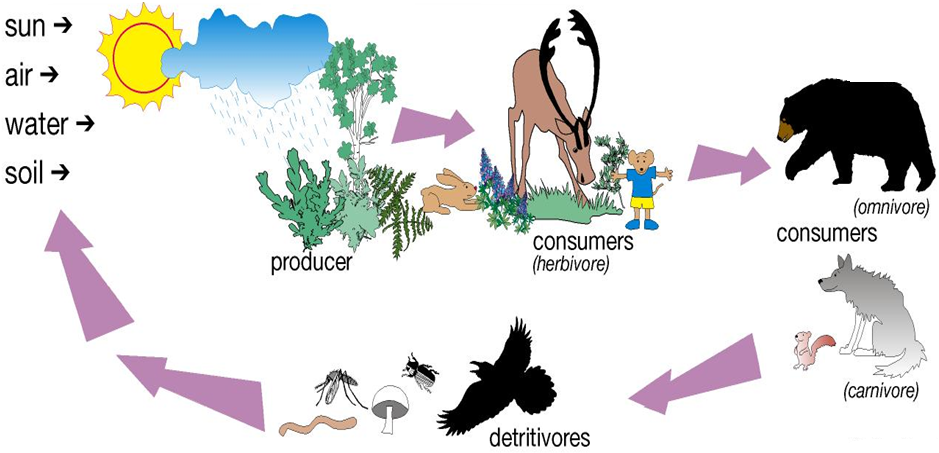 sun →
air →
water →
soil →
producer
consumers
(herbivore)
(omnivore)
consumers
(carnivore)
detritivores